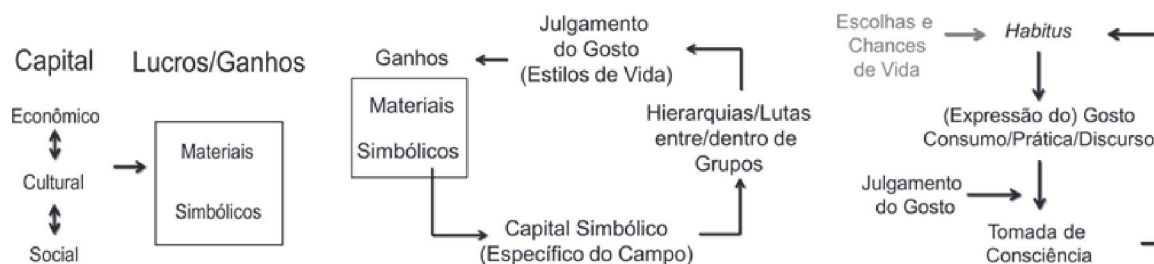 Capital
Lucros/Ganhos
Econômico
Cultural
Social
Materiais
Simbólicos
Ganhos
Materiais
Simbólicos
Julgamento
do Gosto
(Estilos de Vida)
Hierarquias/Lutas
entre/dentro de
Grupos
Capital Simbólico
(Específico do Campo)
Escolhas e
Chances
de Vida
Habitus
(Expressão do) Gosto
Consumo/Prática/Discurso
Julgamento
do Gosto
Tomada de
Consciência